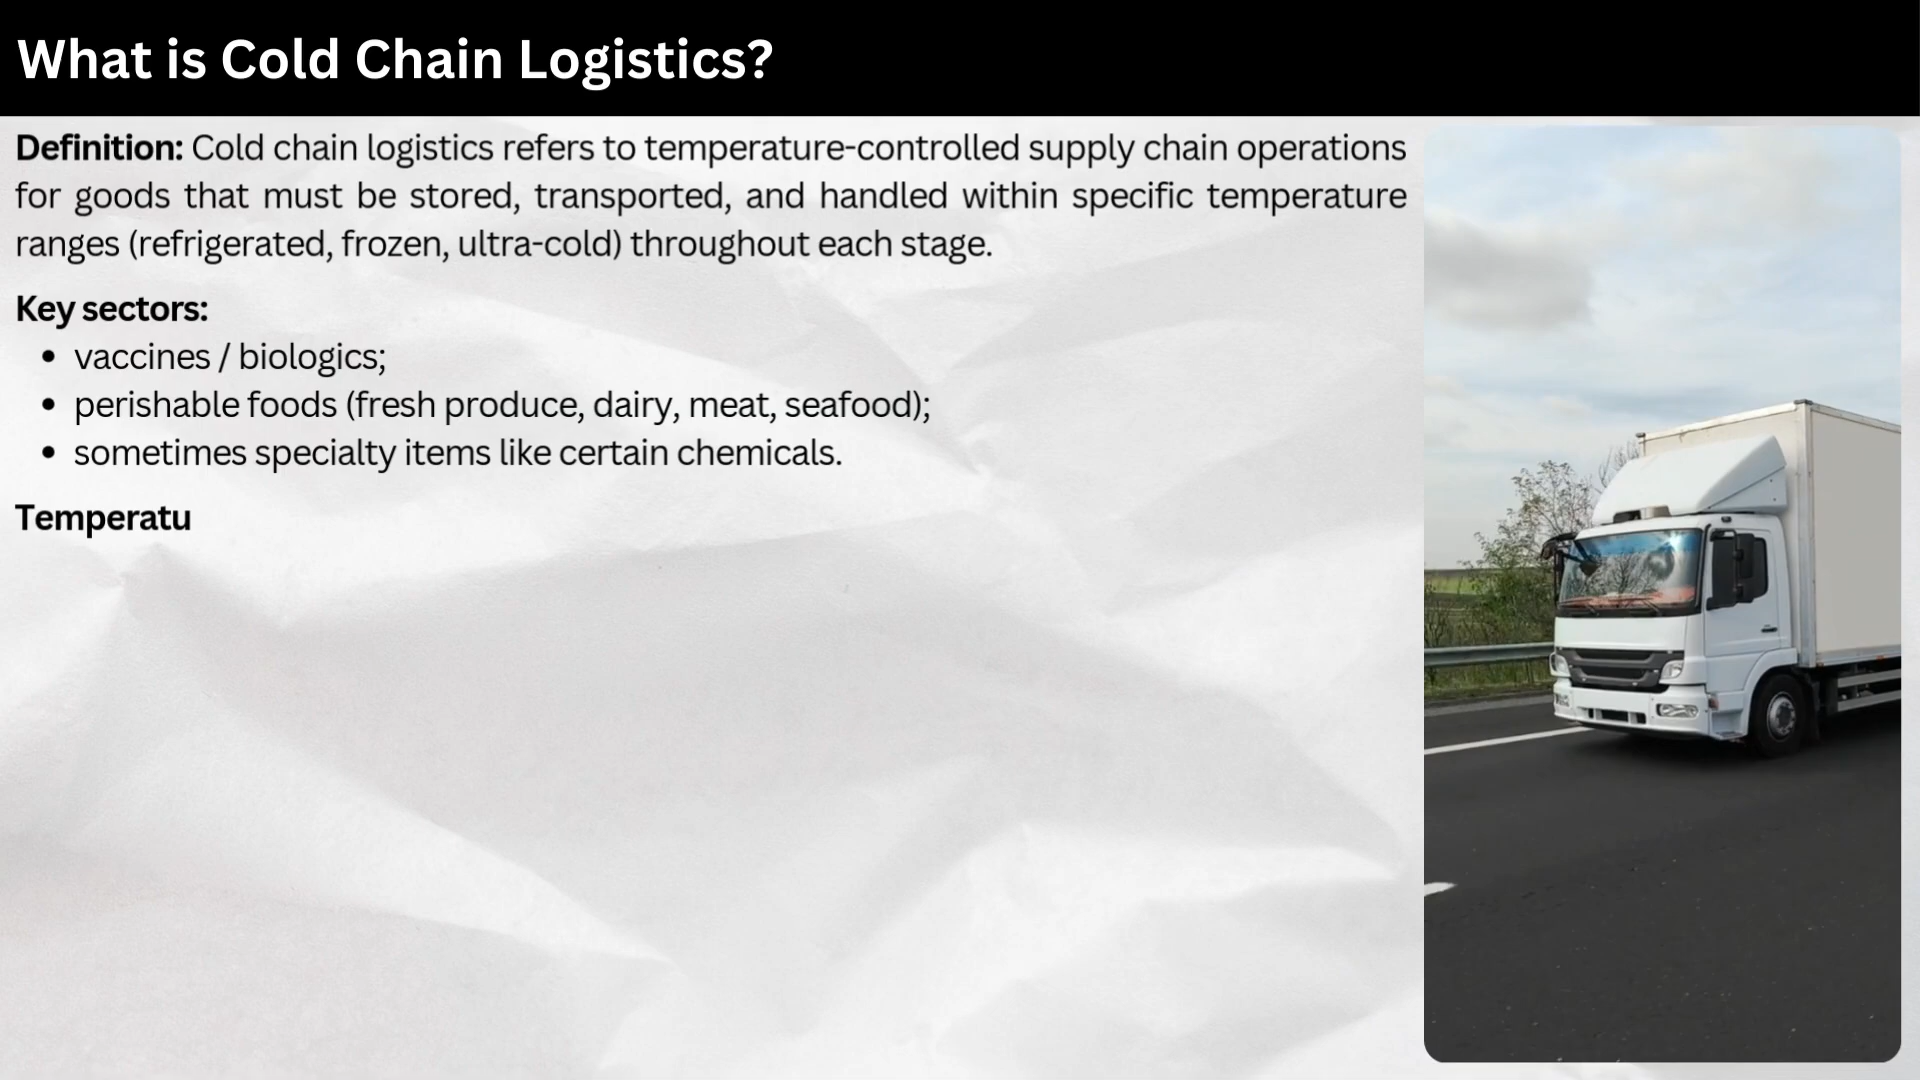 What is Cold Chain Logistics?
Definition: Cold chain logistics refers to temperature-controlled supply chain operations
for goods that must be stored, transported, and handled within specific temperature
ranges (refrigerated, frozen, ultra-cold) throughout each stage.
Key sectors:
• vaccines / biologics;
• perishable foods (fresh produce, dairy, meat, seafood);
• sometimes specialty items like certain chemicals.
Temperatu